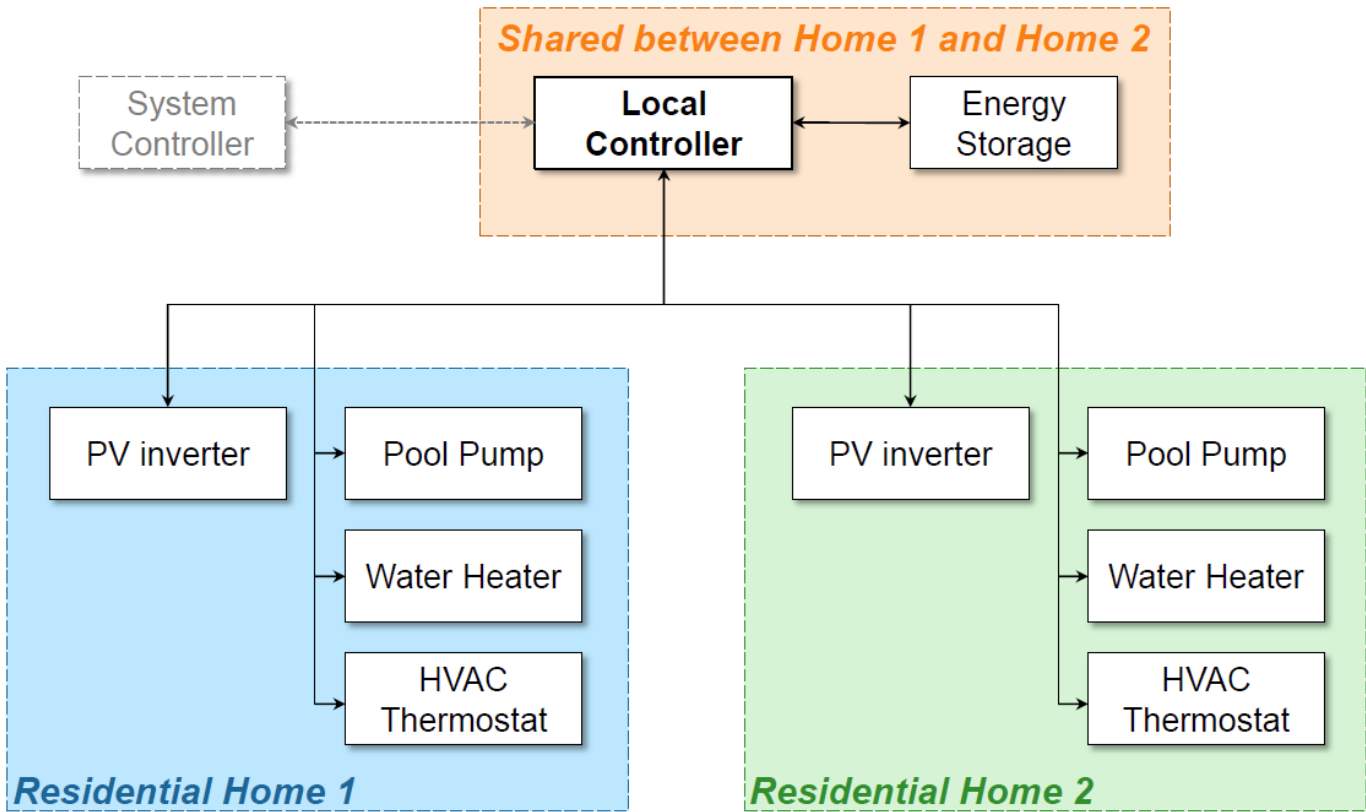 Shared between Home 1 and Home 2
System
Controller
Local
Controller
Energy
Storage
PV inverter
Pool Pump
Water Heater
HVAC
Thermostat
Residential Home 1
PV inverter
Pool Pump
Water Heater
HVAC
Thermostat
Residential Home 2